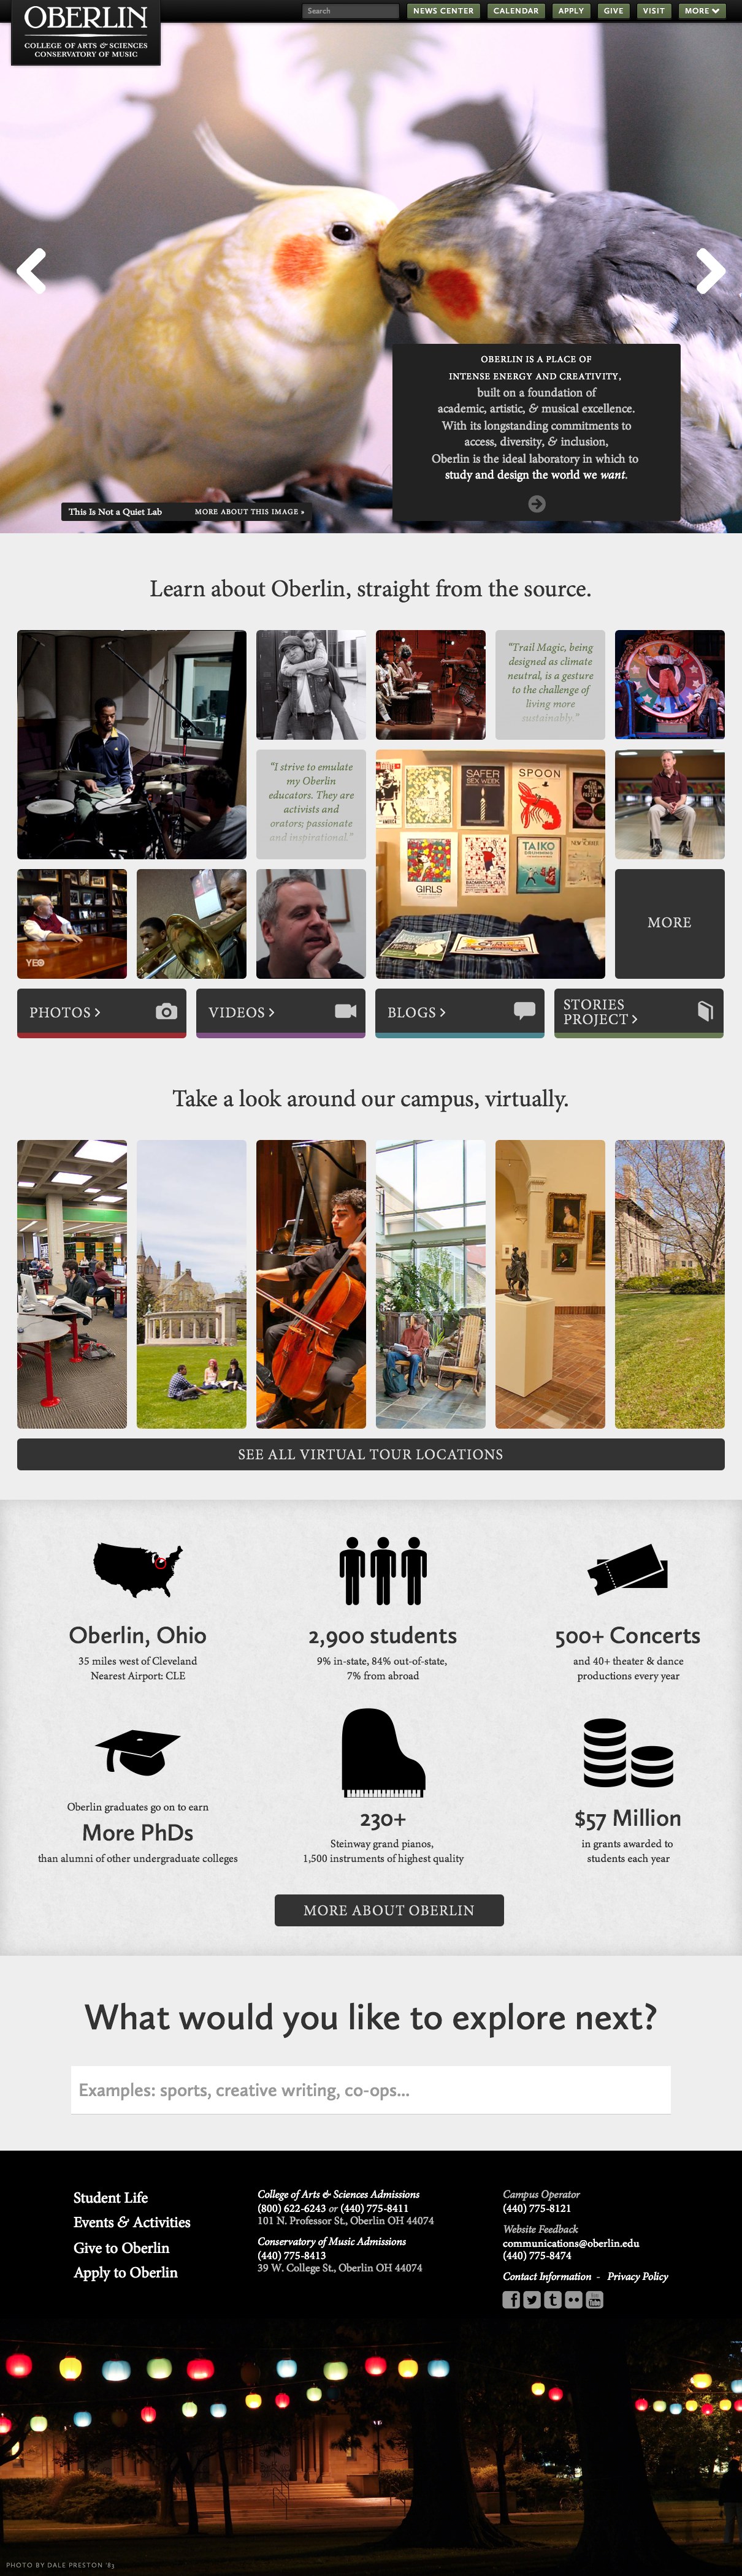 OBERLIN
COLLEGE OF ARTS & SCIENCES
CONSERVATORY OF MUSIC
Search
NEWS CENTER
CALENDAR
APPLY
GIVE
VISIT
MORE
OBERLIN IS A PLACE OF
INTENSE ENERGY AND CREATIVITY,
built on a foundation of
academic, artistic, & musical excellence.
With its longstanding commitments to
access, diversity, & inclusion,
Oberlin is the ideal laboratory in which to
study and design the world we want.
This Is Not a Quiet Lab
MORE ABOUT THIS IMAGE »
Learn about Oberlin, straight from the source.
"Trail Magic, being
designed as climate
neutral, is a gesture
to the challenge of
living more
sustainably."
"I strive to emulate
my Oberlin
educators. They are
activists and
orators; passionate
and inspirational."
SAFER
SEX WEEK
SPOON
GIRLS
BADMINTON CLUB
TAIKO
DRUMMING
YEO
MORE
PHOTOS >
VIDEOS >
BLOGS >
STORIES
PROJECT >
Take a look around our campus, virtually.
SEE ALL VIRTUAL TOUR LOCATIONS
Oberlin, Ohio
35 miles west of Cleveland
Nearest Airport: CLE
2,900 students
9% in-state, 84% out-of-state,
7% from abroad
500+ Concerts
and 40+ theater & dance
productions every year
Oberlin graduates go on to earn
More PhDs
than alumni of other undergraduate colleges
230+
Steinway grand pianos,
1,500 instruments of highest quality
$57 Million
in grants awarded to
students each year
MORE ABOUT OBERLIN
What would you like to explore next?
Examples: sports, creative writing, co-ops...
Student Life
Events & Activities
Give to Oberlin
Apply to Oberlin
College of Arts & Sciences Admissions
(800) 622-6243 or (440) 775-8411
101 N. Professor St., Oberlin OH 44074
Conservatory of Music Admissions
(440) 775-8413
39 W. College St., Oberlin OH 44074
Campus Operator
(440) 775-8121
Website Feedback
communications@oberlin.edu
(440) 775-8474
Contact Information - Privacy Policy
PHOTO BY DALE PRESTON '83